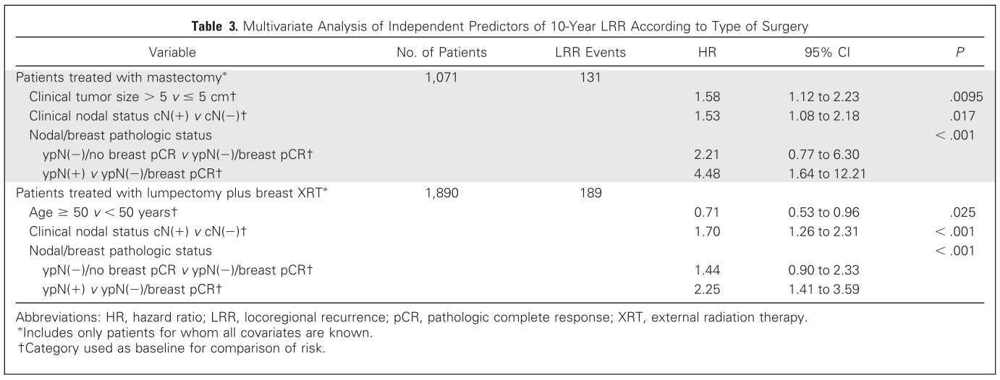 Table 3. Multivariate Analysis of Independent Predictors of 10-Year LRR According to Type of Surgery
Variable No. of Patients LRR Events HR 95% CI P
Patients treated with mastectomy* 1,071 131
Clinical tumor size > 5 v ≤ 5 cm† 1.58 1.12 to 2.23 .0095
Clinical nodal status cN(+) v cN(−)† 1.53 1.08 to 2.18 .017
Nodal/breast pathologic status < .001
ypN(−)/no breast pCR v ypN(−)/breast pCR† 2.21 0.77 to 6.30
ypN(+) v ypN(−)/breast pCR† 4.48 1.64 to 12.21
Patients treated with lumpectomy plus breast XRT* 1,890 189
Age ≥ 50 v < 50 years† 0.71 0.53 to 0.96 .025
Clinical nodal status cN(+) v cN(−)† 1.70 1.26 to 2.31 < .001
Nodal/breast pathologic status < .001
ypN(−)/no breast pCR v ypN(−)/breast pCR† 1.44 0.90 to 2.33
ypN(+) v ypN(−)/breast pCR† 2.25 1.41 to 3.59
Abbreviations: HR, hazard ratio; LRR, locoregional recurrence; pCR, pathologic complete response; XRT, external radiation therapy.
*Includes only patients for whom all covariates are known.
†Category used as baseline for comparison of risk.